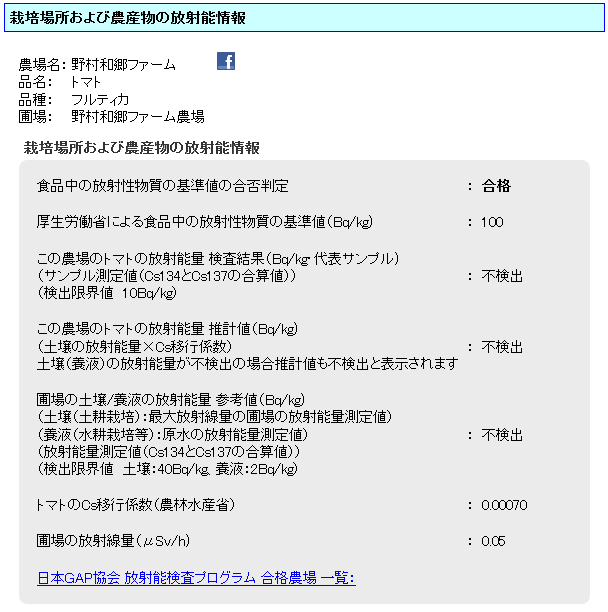 栽培場所および農産物の放射能情報
農場名： 野村和郷ファーム
品名： トマト
品種： フルティカ
圃場： 野村和郷ファーム農場
栽培場所および農産物の放射能情報
食品中の放射性物質の基準値の合否判定 ： 合格
厚生労働省による食品中の放射性物質の基準値（Bq/kg） ： 100
この農場のトマトの放射能量 検査結果（Bq/kg・代表サンプル）
（サンプル測定値（Cs134とCs137の合算値）） ： 不検出
（検出限界値 10Bq/kg）
この農場のトマトの放射能量 推計値（Bq/kg）
（土壌の放射能量×Cs移行係数） ： 不検出
土壌（養液）の放射能量が不検出の場合推計値も不検出と表示されます
圃場の土壌/養液の放射能量 参考値（Bq/kg）
（土壌（土耕栽培）：最大放射線量の圃場の放射能量測定値）
（養液（水耕栽培等）：原水の放射能量測定値） ： 不検出
（放射能量測定値（Cs134とCs137の合算値））
（検出限界値 土壌：40Bq/kg, 養液：2Bq/kg）
トマトのCs移行係数（農林水産省） ： 0.00070
圃場の放射線量（μSv/h） ： 0.05
日本GAP協会 放射能検査プログラム 合格農場 一覧：